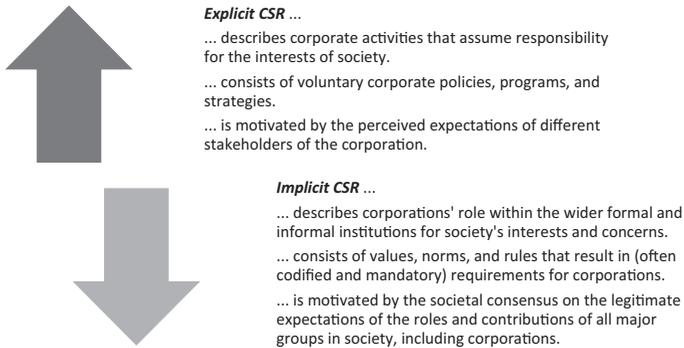 Explicit CSR ...
... describes corporate activities that assume responsibility
for the interests of society.
... consists of voluntary corporate policies, programs, and
strategies.
... is motivated by the perceived expectations of different
stakeholders of the corporation.
Implicit CSR ...
... describes corporations' role within the wider formal and
informal institutions for society's interests and concerns.
... consists of values, norms, and rules that result in (often
codified and mandatory) requirements for corporations.
... is motivated by the societal consensus on the legitimate
expectations of the roles and contributions of all major
groups in society, including corporations.